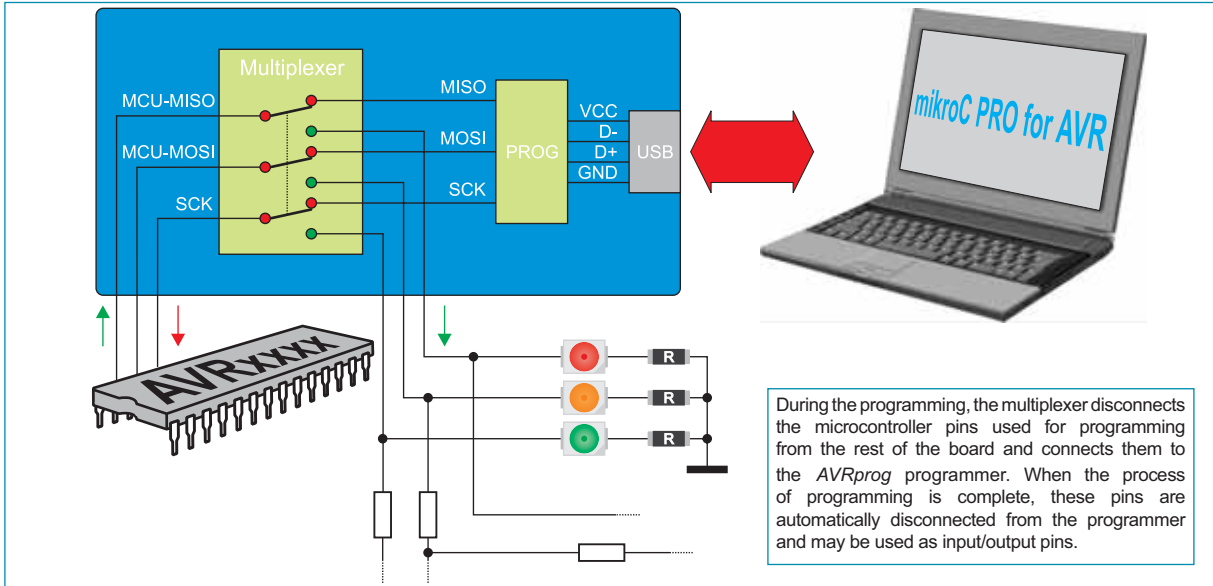 Multiplexer
MCU-MISO
MISO
VCC
D-
MCU-MOSI
MOSI
PROG
D+
USB
GND
SCK
SCK
mikroC PRO for AVR
AVRxxxx
R
R
R
During the programming, the multiplexer disconnects
the microcontroller pins used for programming
from the rest of the board and connects them to
the AVRprog programmer. When the process
of programming is complete, these pins are
automatically disconnected from the programmer
and may be used as input/output pins.